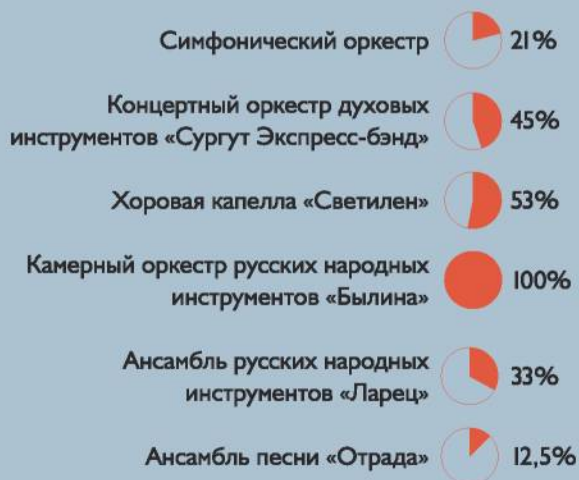 Симфонический оркестр 21%
Концертный оркестр духовых
инструментов «Сургут Экспресс-бэнд» 45%
Хоровая капелла «Светилен» 53%
Камерный оркестр русских народных
инструментов «Былина» 100%
Ансамбль русских народных
инструментов «Ларец» 33%
Ансамбль песни «Отрада» 12,5%